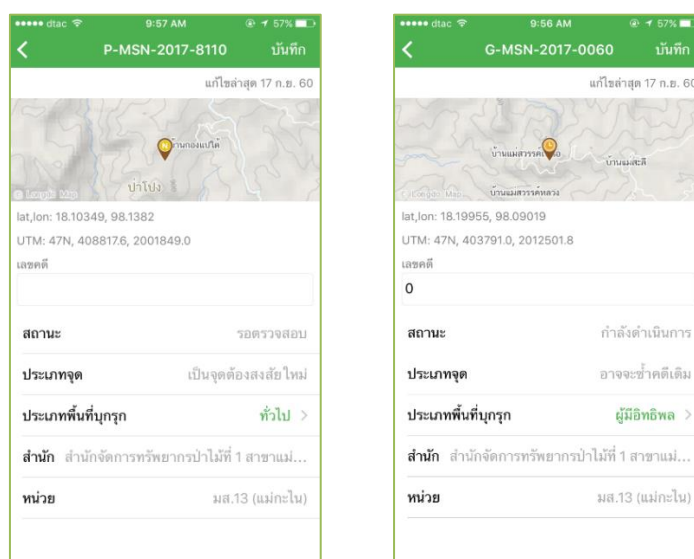 dtac 9:57 AM 57%
P-MSN-2017-8110 บันทึก
แก้ไขล่าสุด 17 ก.ย. 60
บ้านกองแปใต้
ป่าโปง
© Longdo Map
lat,lon: 18.10349, 98.1382
UTM: 47N, 408817.6, 2001849.0
เลขคดี
สถานะ รอตรวจสอบ
ประเภทจุด เป็นจุดต้องสงสัยใหม่
ประเภทพื้นที่บุกรุก ทั่วไป >
สำนัก สำนักจัดการทรัพยากรป่าไม้ที่ 1 สาขาแม่...
หน่วย มส.13 (แม่กะไน)
dtac 9:56 AM 57%
G-MSN-2017-0060 บันทึก
แก้ไขล่าสุด 17 ก.ย. 60
บ้านแม่สะตี
บ้านแม่สวรรค์หลวง
© Longdo Map
lat,lon: 18.19955, 98.09019
UTM: 47N, 403791.0, 2012501.8
เลขคดี
0
สถานะ กำลังดำเนินการ
ประเภทจุด อาจจะซ้ำคดีเดิม
ประเภทพื้นที่บุกรุก ผู้มีอิทธิพล >
สำนัก สำนักจัดการทรัพยากรป่าไม้ที่ 1 สาขาแม่...
หน่วย มส.13 (แม่กะไน)